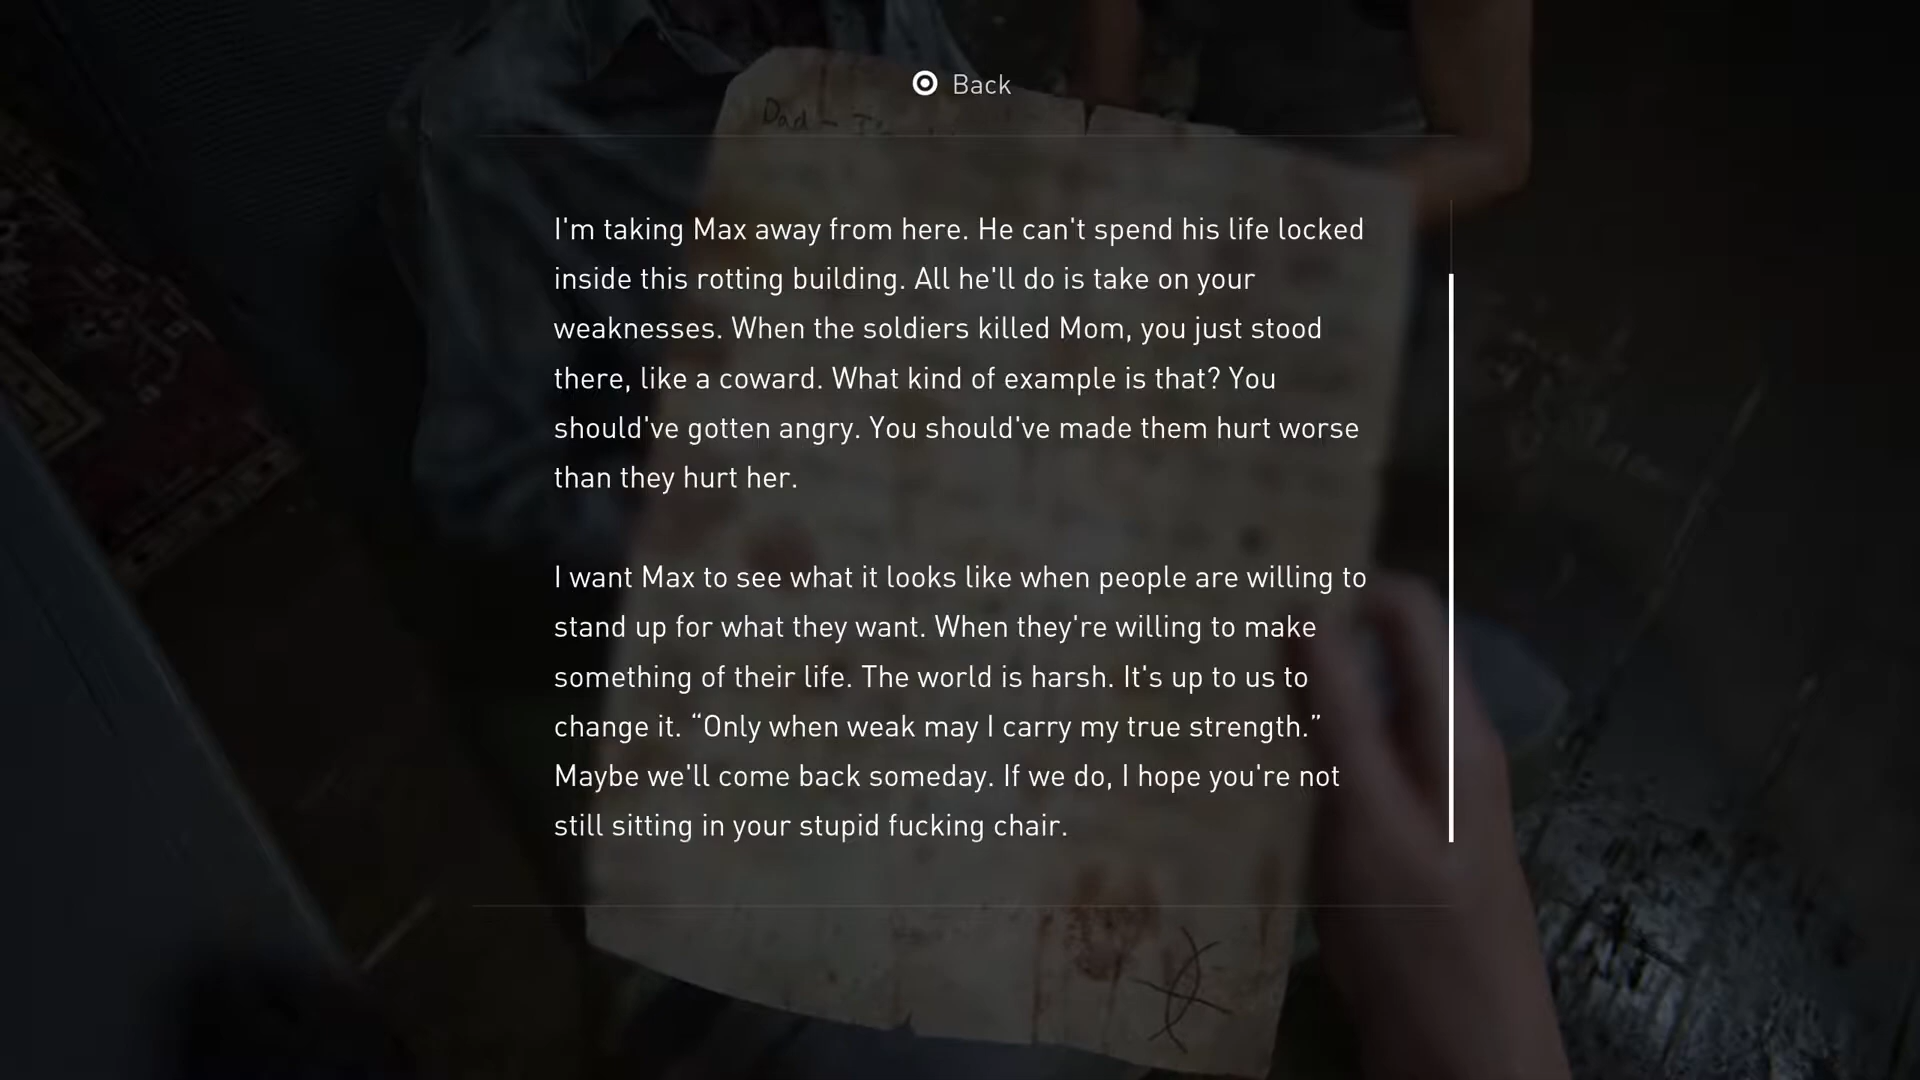 Back
Dad - I'm
I'm taking Max away from here. He can't spend his life locked
inside this rotting building. All he'll do is take on your
weaknesses. When the soldiers killed Mom, you just stood
there, like a coward. What kind of example is that? You
should've gotten angry. You should've made them hurt worse
than they hurt her.
I want Max to see what it looks like when people are willing to
stand up for what they want. When they're willing to make
something of their life. The world is harsh. It's up to us to
change it. “Only when weak may I carry my true strength.”
Maybe we'll come back someday. If we do, I hope you're not
still sitting in your stupid fucking chair.